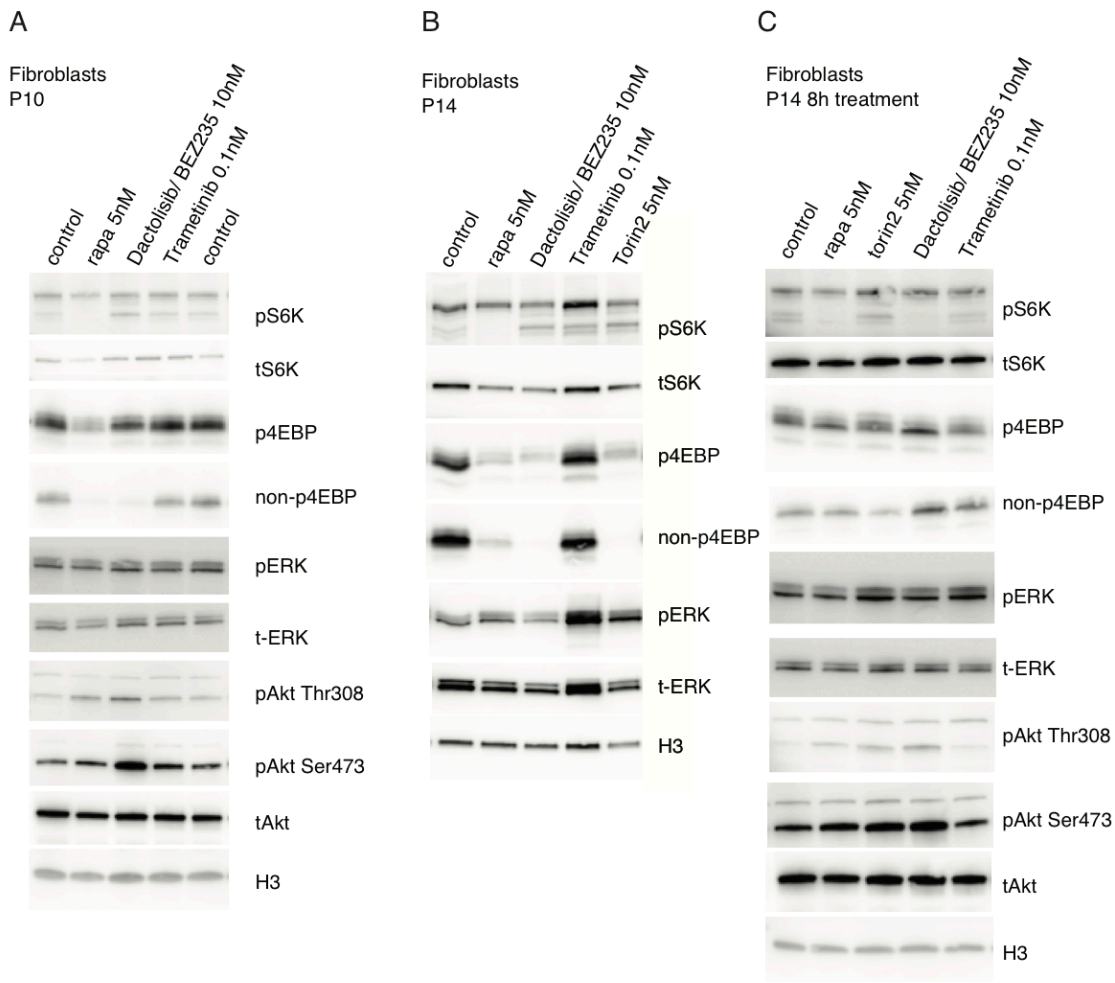 A
Fibroblasts
P10
control
rapa 5nM
Dactolisib/ BEZ235 10nM
Trametinib 0.1nM
control
pS6K
tS6K
p4EBP
non-p4EBP
pERK
t-ERK
pAkt Thr308
pAkt Ser473
tAkt
H3
B
Fibroblasts
P14
control
rapa 5nM
Dactolisib/ BEZ235 10nM
Trametinib 0.1nM
Torin2 5nM
pS6K
tS6K
p4EBP
non-p4EBP
pERK
t-ERK
H3
C
Fibroblasts
P14 8h treatment
control
rapa 5nM
torin2 5nM
Dactolisib/ BEZ235 10nM
Trametinib 0.1nM
pS6K
tS6K
p4EBP
non-p4EBP
pERK
t-ERK
pAkt Thr308
pAkt Ser473
tAkt
H3